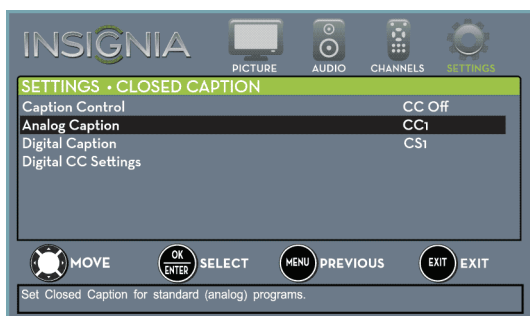 INSIGNIA
PICTURE AUDIO CHANNELS SETTINGS
SETTINGS • CLOSED CAPTION
Caption Control CC Off
Analog Caption CC1
Digital Caption CS1
Digital CC Settings
MOVE OK ENTER SELECT MENU PREVIOUS EXIT EXIT
Set Closed Caption for standard (analog) programs.